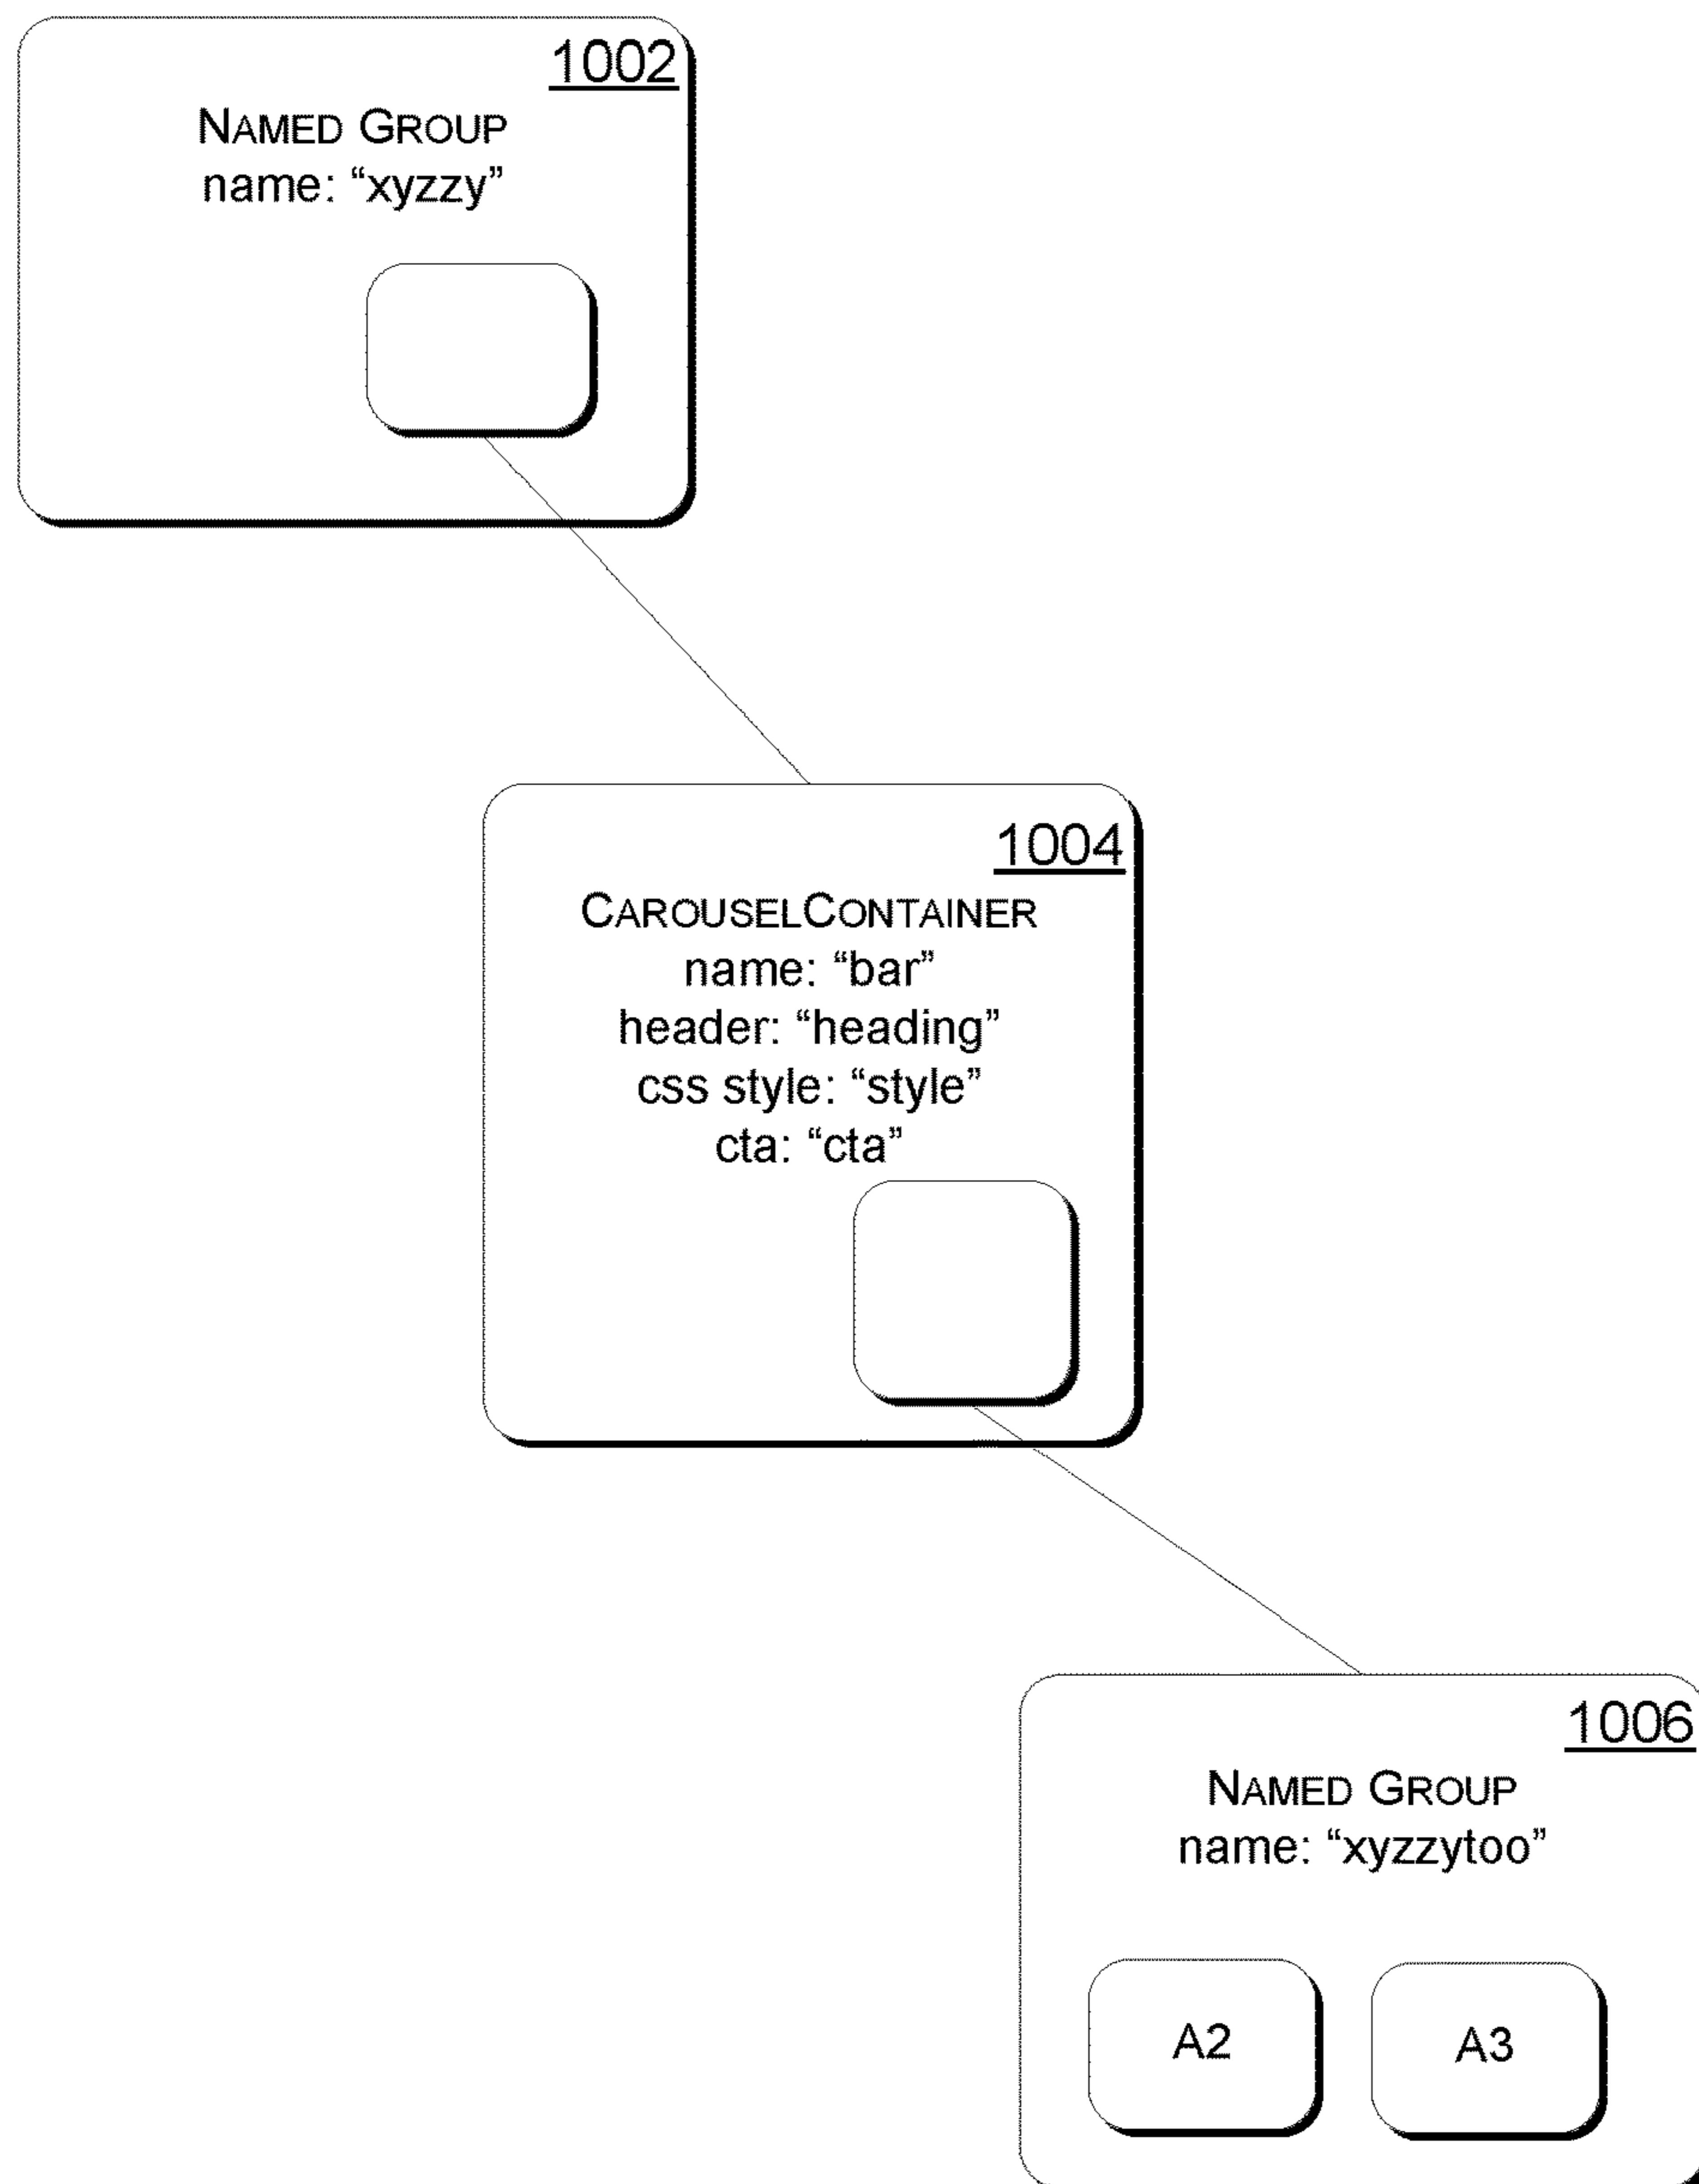 1002
NAMED GROUP
name: “xyzzy”
1004
CAROUSELCONTAINER
name: “bar”
header: “heading”
css style: “style”
cta: “cta”
1006
NAMED GROUP
name: “xyzzytoo”
A2 A3